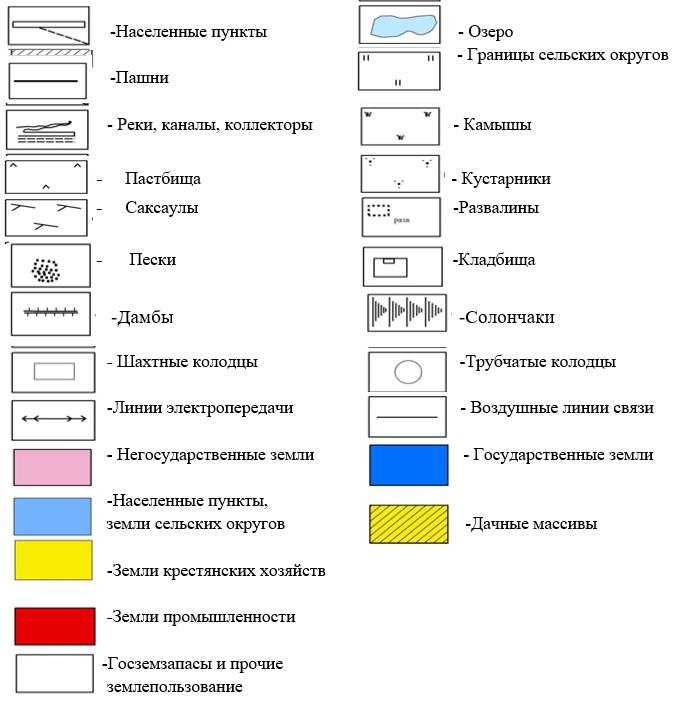 -Населенные пункты
-Пашни
- Реки, каналы, коллекторы
- Пастбища
- Саксаулы
- Пески
-Дамбы
- Шахтные колодцы
-Линии электропередачи
- Негосударственные земли
-Населенные пункты,
земли сельских округов
-Земли крестянских хозяйств
-Земли промышленности
-Госземзапасы и прочие
землепользование
- Озеро
- Границы сельских округов
- Камышы
- Кустарники
-Развалины
разв
-Кладбища
-Солончаки
-Трубчатые колодцы
- Воздушные линии связи
- Государственные земли
-Дачные массивы